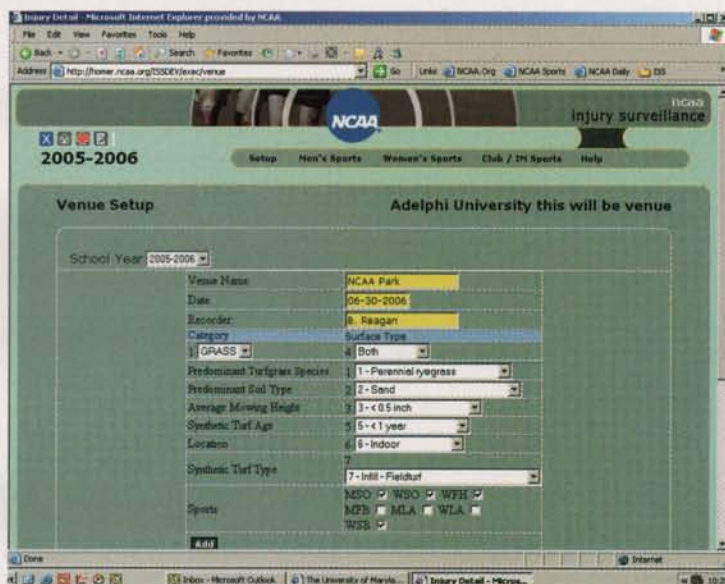 Injury Detail - Microsoft Internet Explorer provided by NCAA
File Edit View Favorites Tools Help
Back Search Favorites
Address http://homer.ncaa.org/ISSDEV/exec/venue Go Links NCAA.Org NCAA Sports NCAA Daily ISS
NCAA
ncaa
injury surveillance
2005-2006
Setup Men's Sports Women's Sports Club / IM Sports Help
Venue Setup Adelphi University this will be venue
School Year 2005-2006
Venue Name NCAA Park
Date 06-30-2006
Recorder B. Reagan
Category Surface Type
1 GRASS 4 Both
Predominant Turfgrass Species 1 1 - Perennial ryegrass
Predominant Soil Type 2 2 - Sand
Average Mowing Height 3 3 - < 0.5 inch
Synthetic Turf Age 5 5 - < 1 year
Location 6 6 - Indoor
7
Synthetic Turf Type 7 - Infill - Fieldturf
MSO WSO WFH
Sports MFB MLA WLA
WSB
Add
Done Internet
Inbox - Microsoft Outlook The University of Maryla... Injury Detail - Micros...